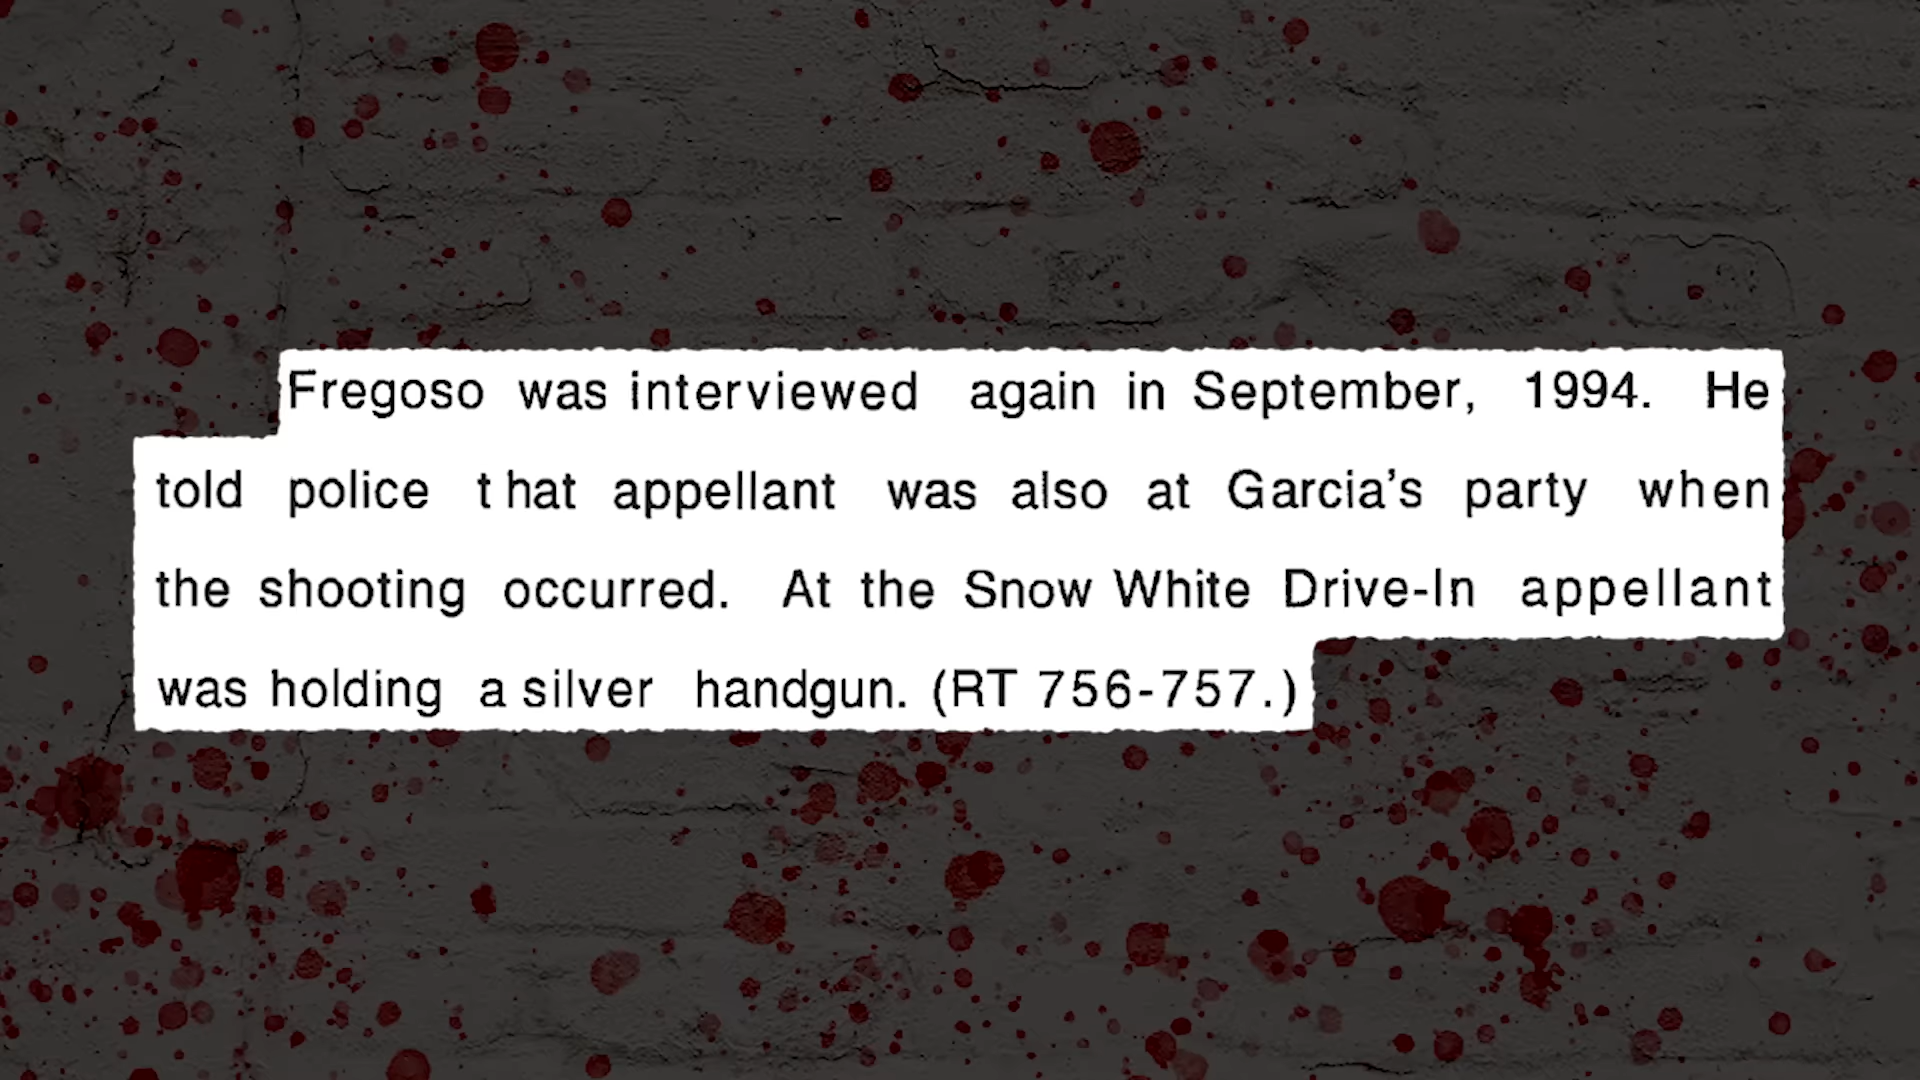 Fregoso was interviewed again in September, 1994. He
told police that appellant was also at Garcia's party when
the shooting occurred. At the Snow White Drive-In appellant
was holding a silver handgun. (RT 756-757.)